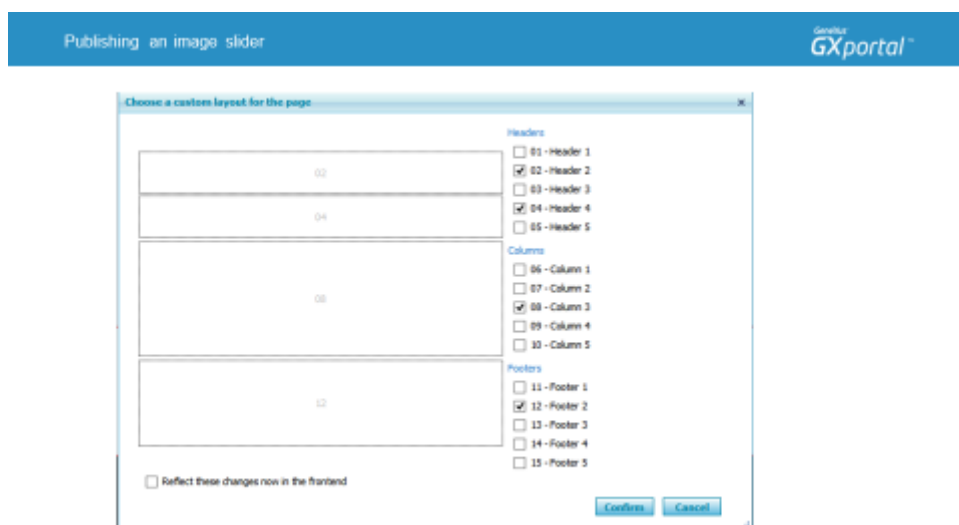 Publishing an image slider
GeneXus
GXportal™
Choose a custom layout for the page
Headers
01 - Header 1
02
02 - Header 2
03 - Header 3
04
04 - Header 4
05 - Header 5
Columns
06 - Column 1
07 - Column 2
08
08 - Column 3
09 - Column 4
10 - Column 5
Footers
11 - Footer 1
12
12 - Footer 2
13 - Footer 3
14 - Footer 4
15 - Footer 5
Reflect these changes now in the frontend
Confirm Cancel